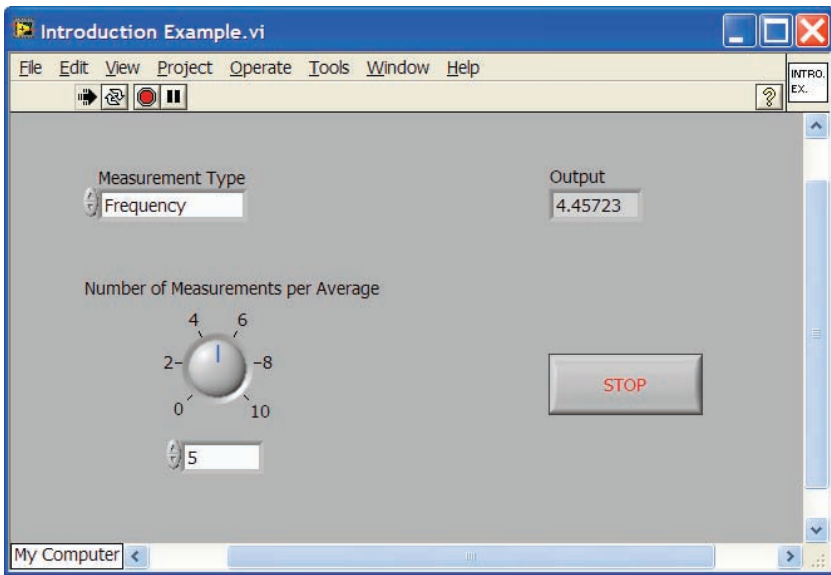 Introduction Example.vi
File Edit View Project Operate Tools Window Help
INTRO.
EX.
?
Measurement Type
Frequency
Output
4.45723
Number of Measurements per Average
4 6
2 8
0 10
5
STOP
My Computer